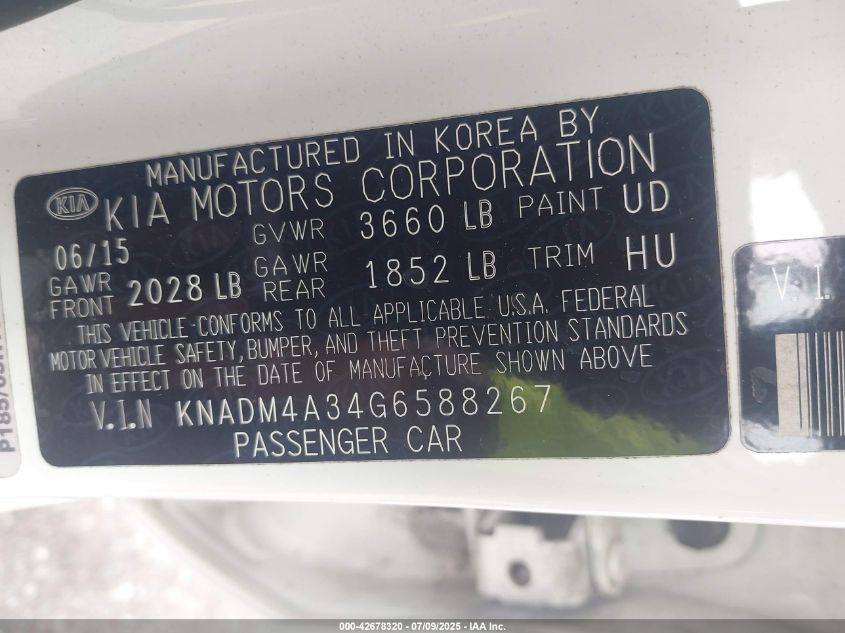 MANUFACTURED IN KOREA BY
KIA KIA MOTORS CORPORATION
06/15 GVWR 3660 LB PAINT UD
GAWR FRONT 2028 LB GAWR REAR 1852 LB TRIM HU
THIS VEHICLE CONFORMS TO ALL APPLICABLE U.S.A. FEDERAL
MOTOR VEHICLE SAFETY, BUMPER, AND THEFT PREVENTION STANDARDS
IN EFFECT ON THE DATE OF MANUFACTURE SHOWN ABOVE
V.I.N KNADM4A34G6588267
PASSENGER CAR
V. I.
000-42678320 | 07/09/2025 - IAA Inc.